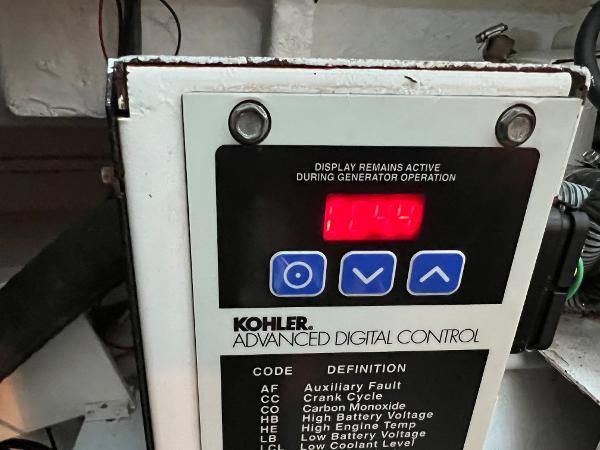 DISPLAY REMAINS ACTIVE
DURING GENERATOR OPERATION
KOHLER®
ADVANCED DIGITAL CONTROL
CODE DEFINITION
AF Auxiliary Fault
CC Crank Cycle
CO Carbon Monoxide
HB High Battery Voltage
HE High Engine Temp
LB Low Battery Voltage
LCL Low Coolant Level